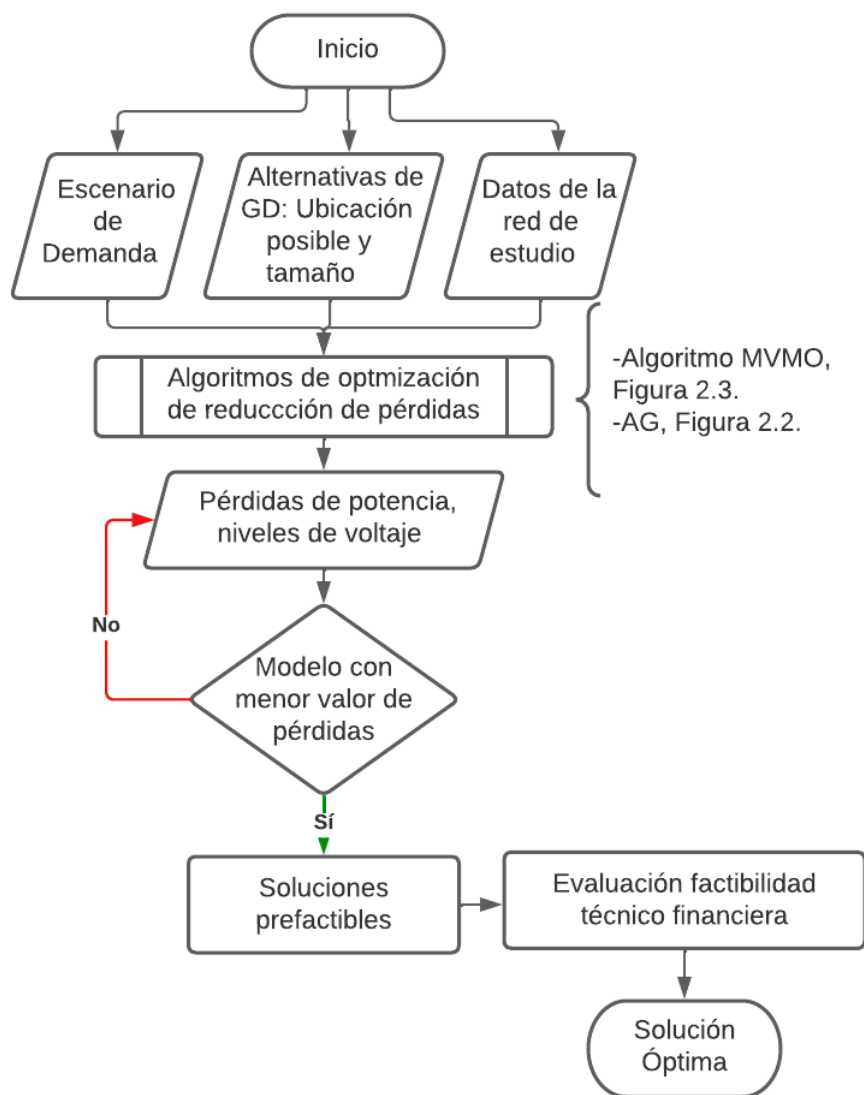 Inicio
Escenario
de
Demanda
Alternativas de
GD: Ubicación
posible y
tamaño
Datos de la
red de
estudio
Algoritmos de optmización
de reduccción de pérdidas
-Algoritmo MVMO,
Figura 2.3.
-AG, Figura 2.2.
Pérdidas de potencia,
niveles de voltaje
No
Modelo con
menor valor de
pérdidas
Sí
Soluciones
prefactibles
Evaluación factibilidad
técnico financiera
Solución
Óptima